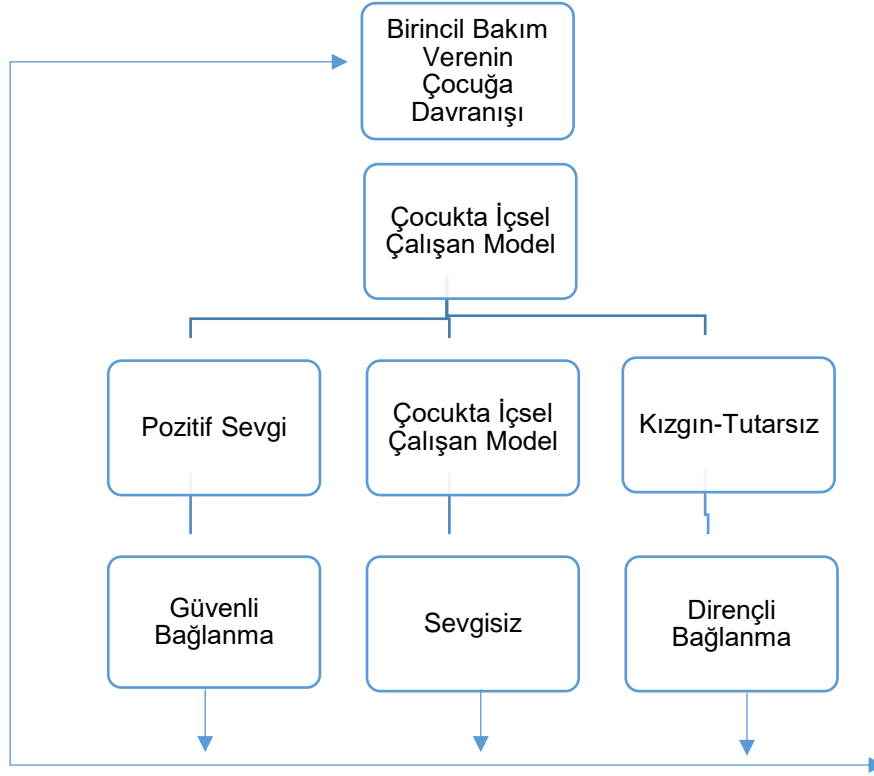 Birincil Bakım
Verenin
Çocuğa
Davranışı
Çocukta İçsel
Çalışan Model
Pozitif Sevgi
Çocukta İçsel
Çalışan Model
Kızgın-Tutarsız
Güvenli
Bağlanma
Sevgisiz
Dirençli
Bağlanma